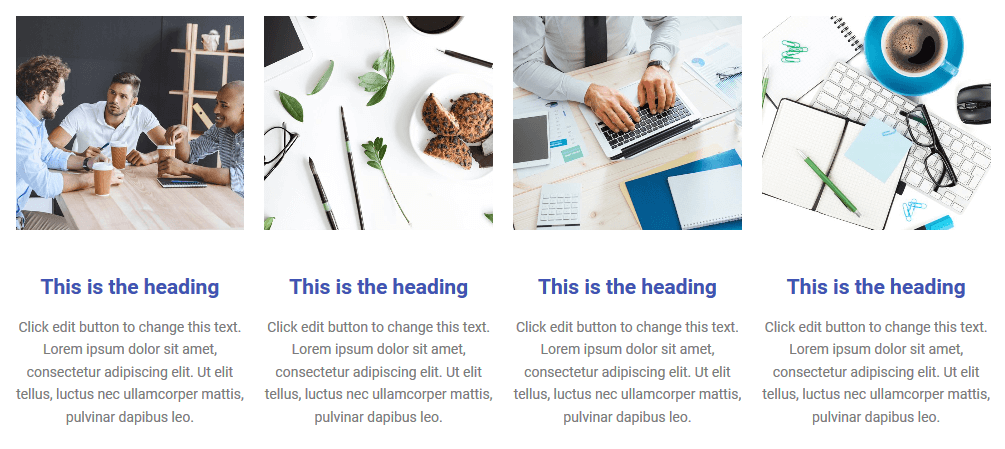 This is the heading
Click edit button to change this text.
Lorem ipsum dolor sit amet,
consectetur adipiscing elit. Ut elit
tellus, luctus nec ullamcorper mattis,
pulvinar dapibus leo.
This is the heading
Click edit button to change this text.
Lorem ipsum dolor sit amet,
consectetur adipiscing elit. Ut elit
tellus, luctus nec ullamcorper mattis,
pulvinar dapibus leo.
This is the heading
Click edit button to change this text.
Lorem ipsum dolor sit amet,
consectetur adipiscing elit. Ut elit
tellus, luctus nec ullamcorper mattis,
pulvinar dapibus leo.
This is the heading
Click edit button to change this text.
Lorem ipsum dolor sit amet,
consectetur adipiscing elit. Ut elit
tellus, luctus nec ullamcorper mattis,
pulvinar dapibus leo.